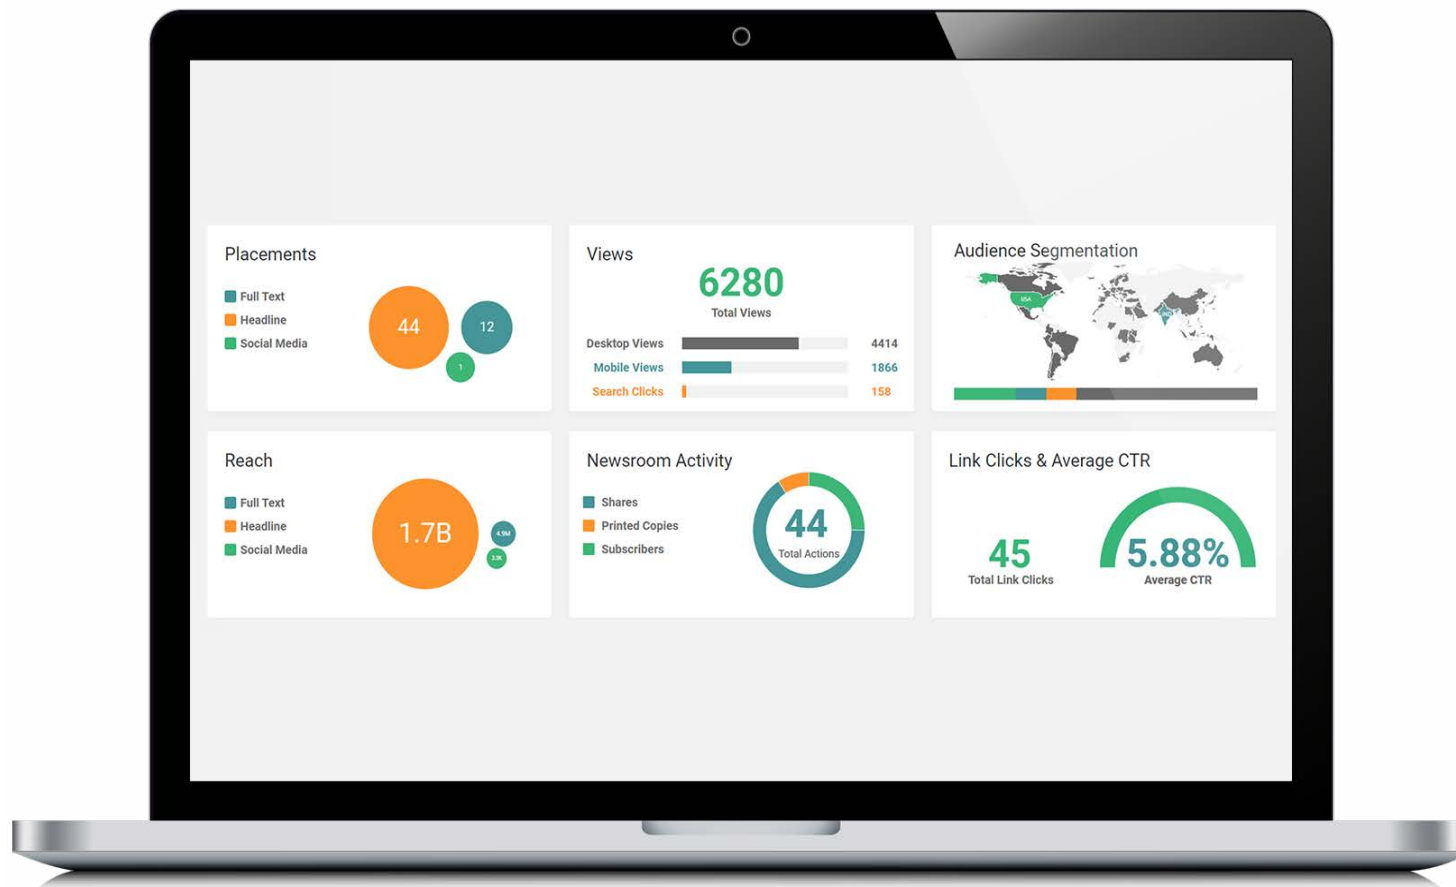 Placements
Full Text
Headline
Social Media
44
12
1
Views
6280
Total Views
Desktop Views 4414
Mobile Views 1866
Search Clicks 158
Audience Segmentation
USA
Reach
Full Text
Headline
Social Media
1.7B
4.9M
Newsroom Activity
Shares
Printed Copies
Subscribers
44
Total Actions
Link Clicks & Average CTR
45
Total Link Clicks
5.88%
Average CTR